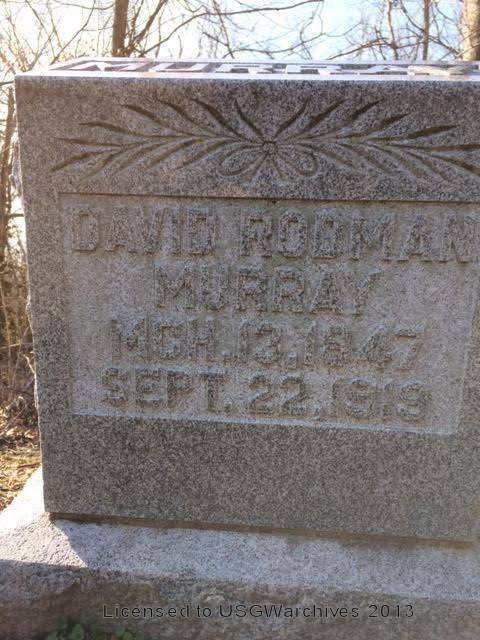 MURRAY
DAVID RODMAN
MURRAY
MCH. 13. 1847
SEPT. 22. 1919
Licensed to USGWarchives 2013